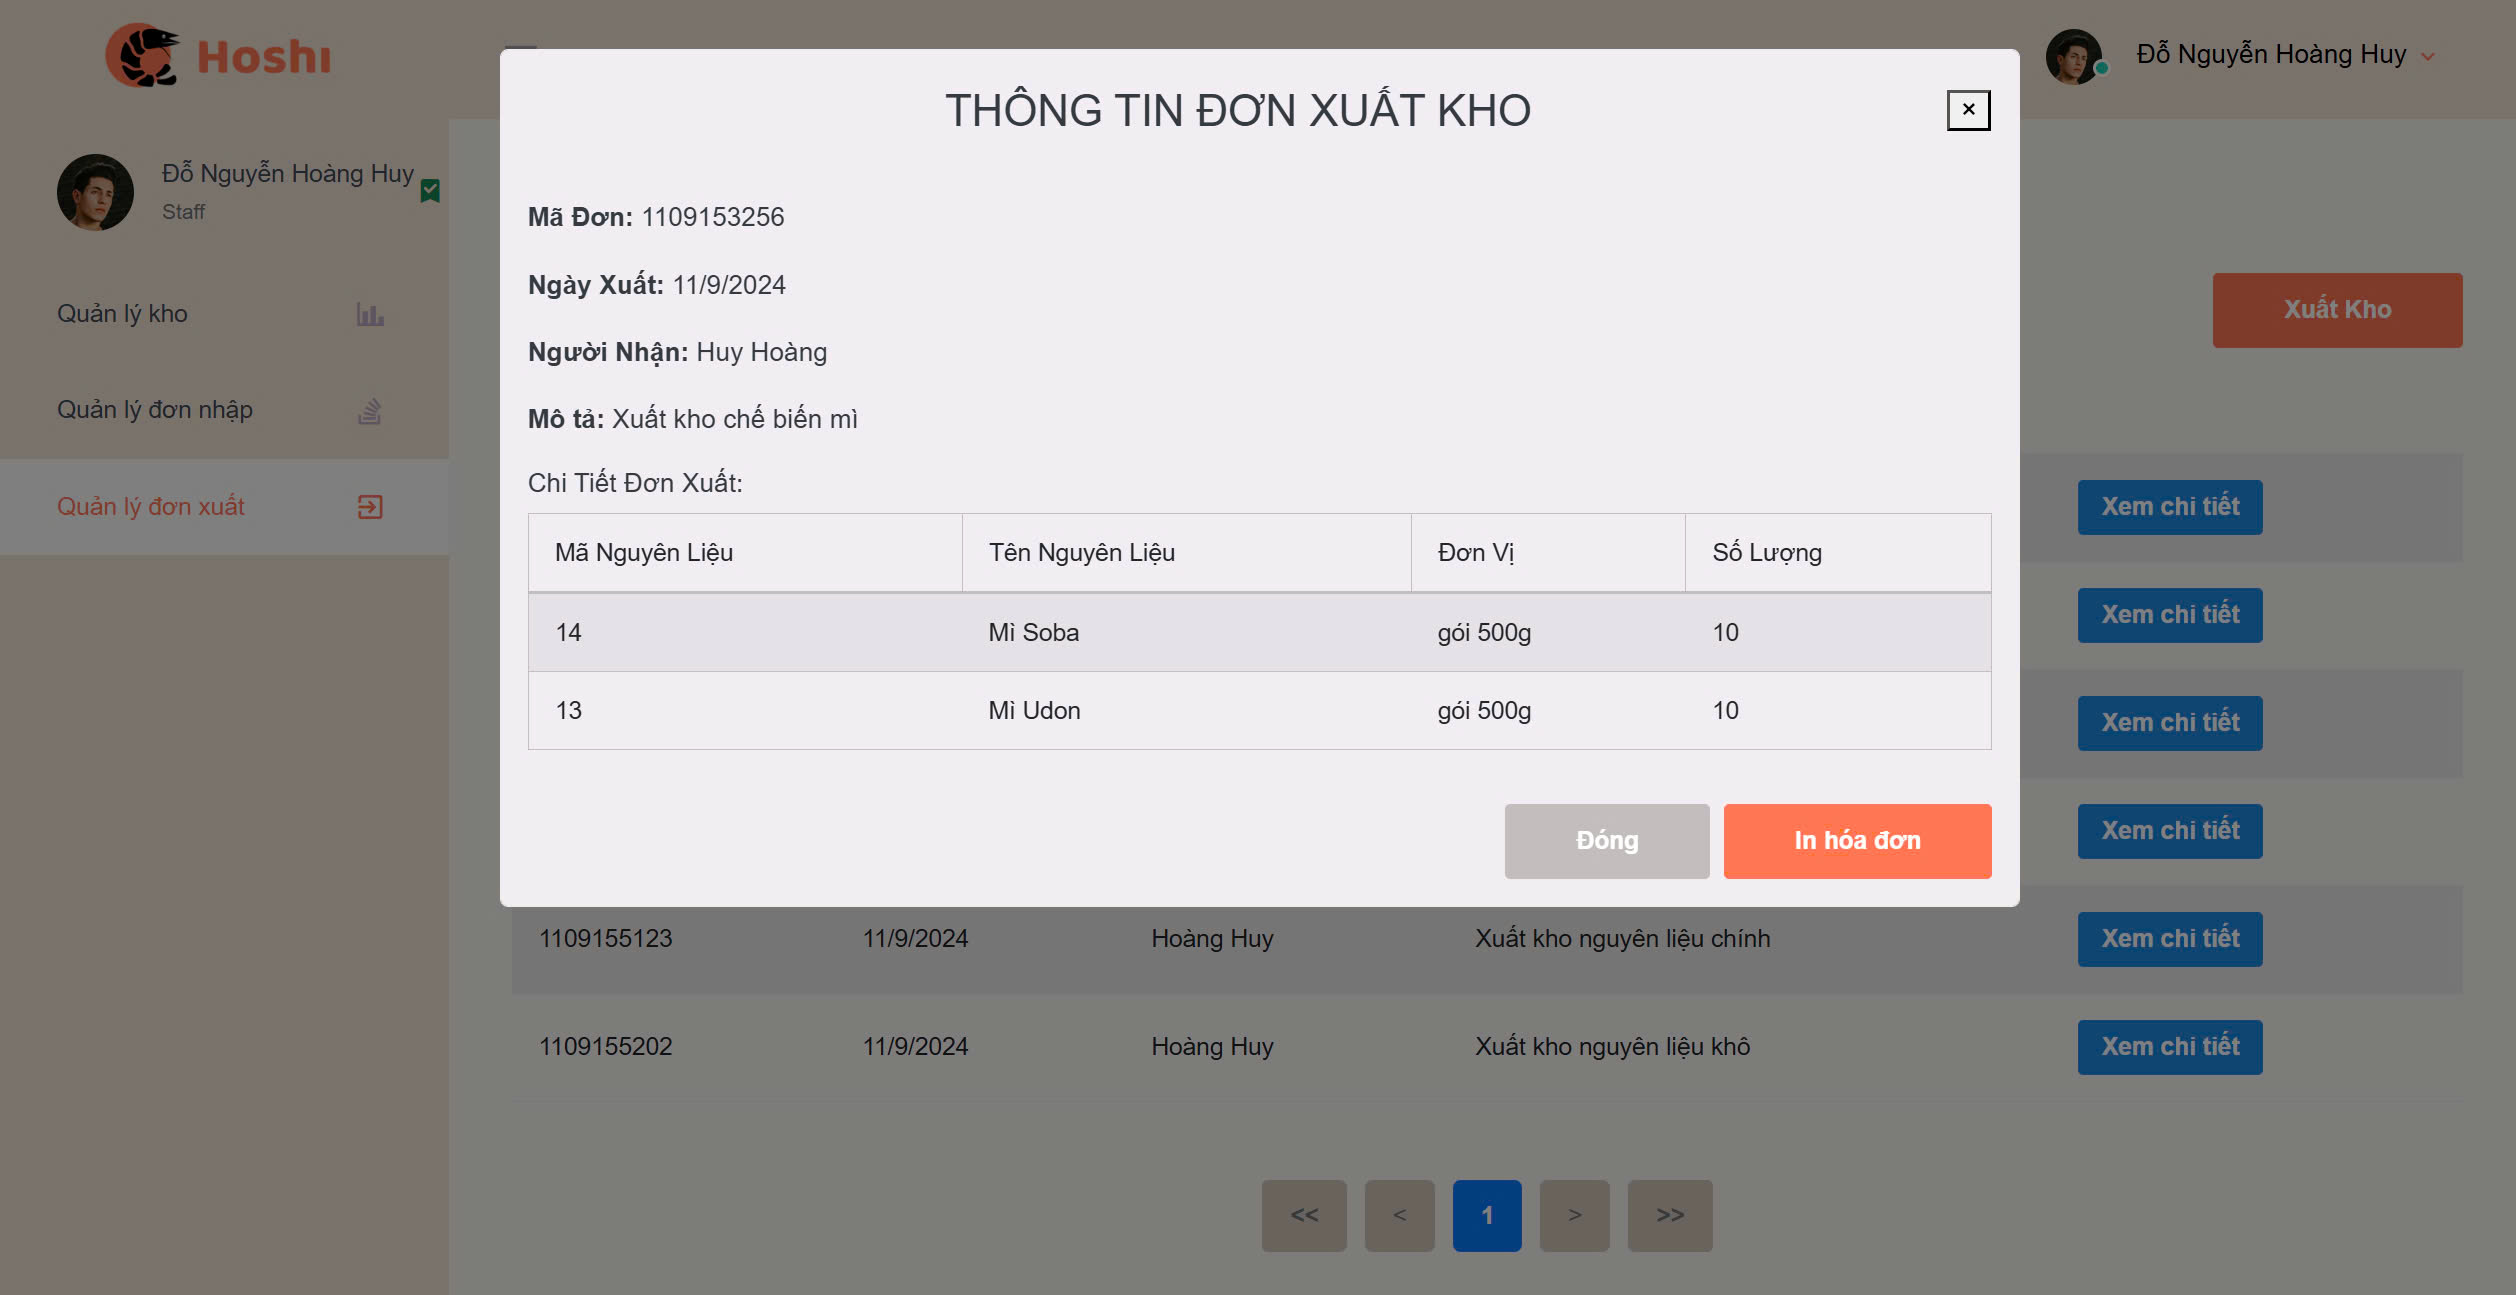 Hoshi
Đỗ Nguyễn Hoàng Huy
Đỗ Nguyễn Hoàng Huy
Staff
Quản lý kho
Quản lý đơn nhập
Quản lý đơn xuất
Xuất Kho
THÔNG TIN ĐƠN XUẤT KHO
×
Mã Đơn: 1109153256
Ngày Xuất: 11/9/2024
Người Nhận: Huy Hoàng
Mô tả: Xuất kho chế biến mì
Chi Tiết Đơn Xuất:
Mã Nguyên Liệu Tên Nguyên Liệu Đơn Vị Số Lượng
14 Mì Soba gói 500g 10
13 Mì Udon gói 500g 10
Đóng In hóa đơn
Xem chi tiết
Xem chi tiết
Xem chi tiết
Xem chi tiết
1109155123 11/9/2024 Hoàng Huy Xuất kho nguyên liệu chính Xem chi tiết
1109155202 11/9/2024 Hoàng Huy Xuất kho nguyên liệu khô Xem chi tiết
<< < 1 > >>